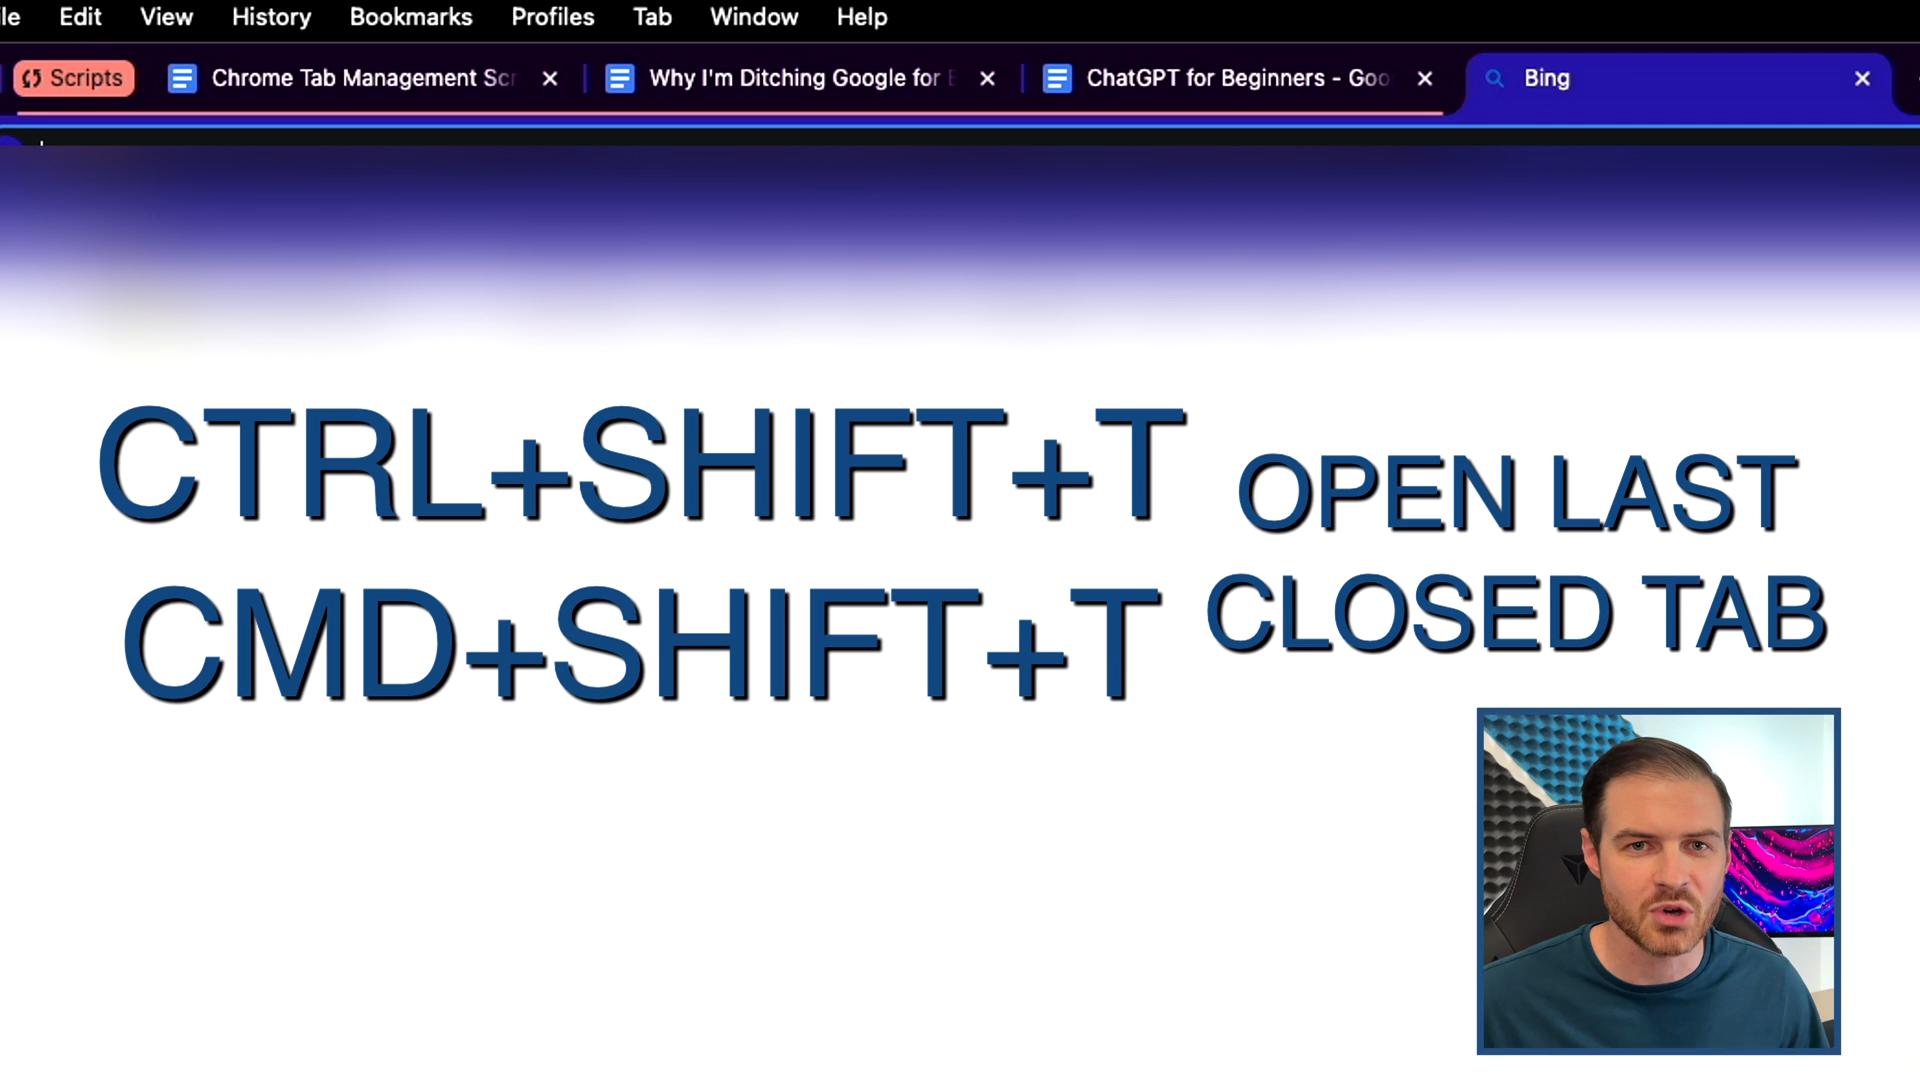 le Edit View History Bookmarks Profiles Tab Window Help
Scripts Chrome Tab Management Scr Why I'm Ditching Google for ChatGPT for Beginners - Goo Bing
CTRL+SHIFT+T
CMD+SHIFT+T
OPEN LAST
CLOSED TAB